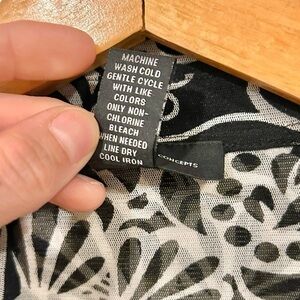 MACHINE
WASH COLD
GENTLE CYCLE
WITH LIKE
COLORS
ONLY NON-
CHLORINE
BLEACH
WHEN NEEDED
LINE DRY
COOL IRON
CONCEPTS